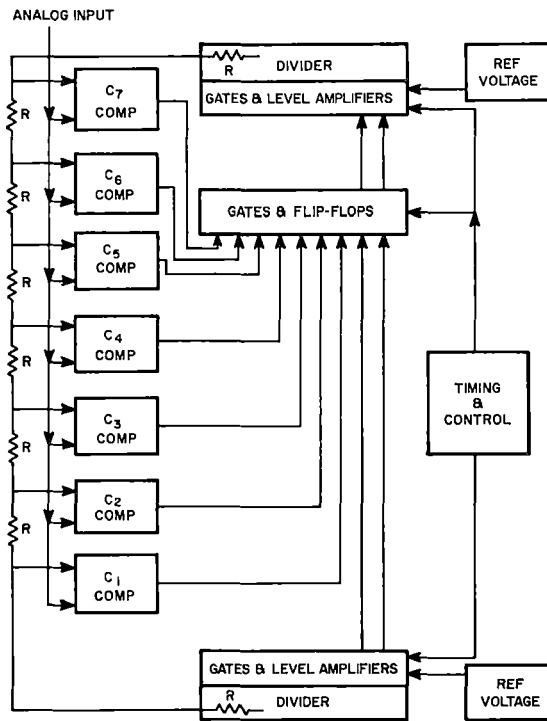 ANALOG INPUT
R
DIVIDER
GATES & LEVEL AMPLIFIERS
REF
VOLTAGE
C7
COMP
R
C6
COMP
R
GATES & FLIP-FLOPS
C5
COMP
R
C4
COMP
R
TIMING
&
CONTROL
C3
COMP
R
C2
COMP
R
C1
COMP
GATES & LEVEL AMPLIFIERS
R
DIVIDER
REF
VOLTAGE